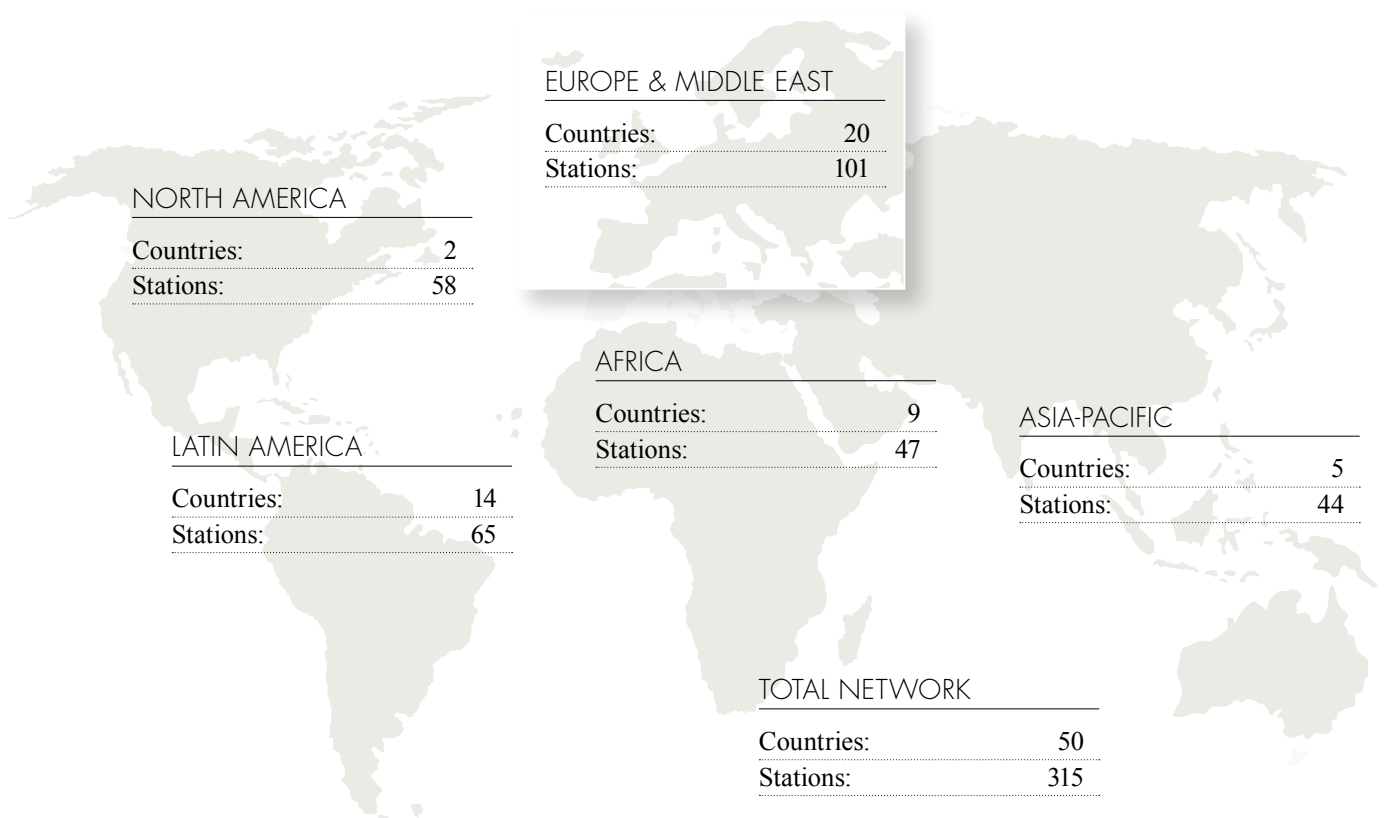 EUROPE & MIDDLE EAST
Countries: 20
Stations: 101
NORTH AMERICA
Countries: 2
Stations: 58
AFRICA
Countries: 9
Stations: 47
ASIA-PACIFIC
Countries: 5
Stations: 44
LATIN AMERICA
Countries: 14
Stations: 65
TOTAL NETWORK
Countries: 50
Stations: 315